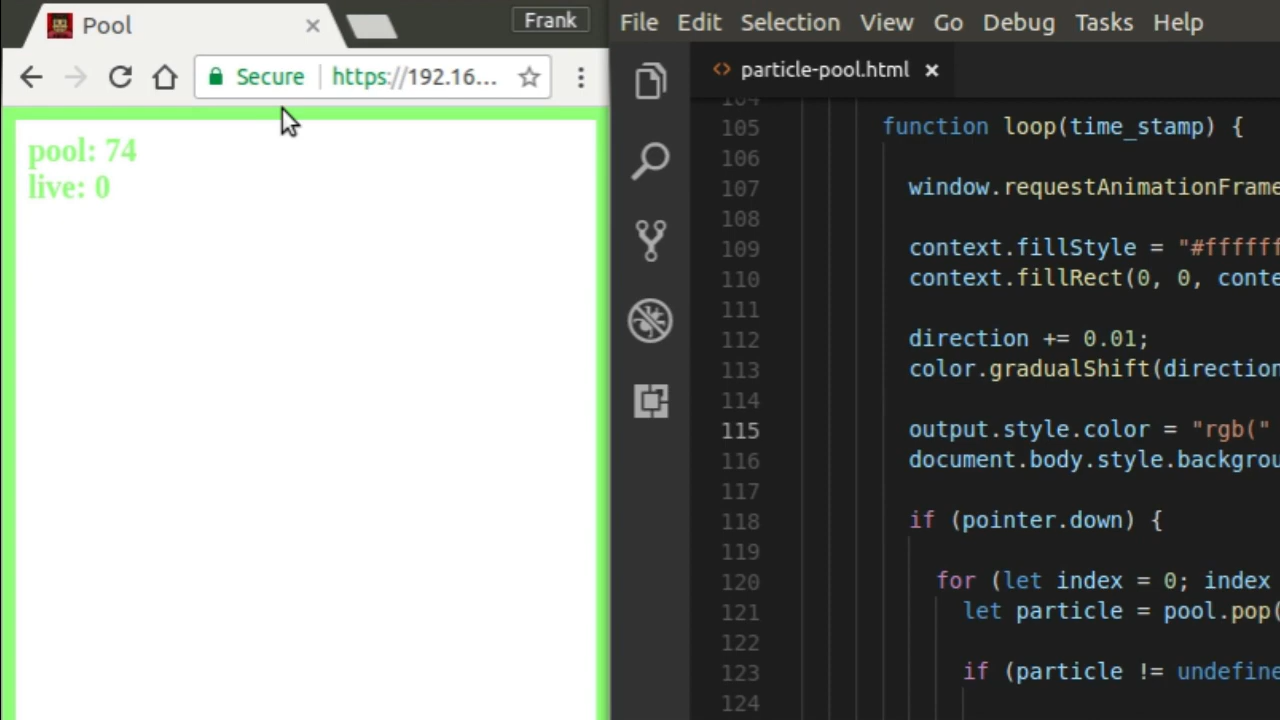 Pool
Frank
Secure https://192.16...
pool: 74
live: 0
File Edit Selection View Go Debug Tasks Help
particle-pool.html
104
105 function loop(time_stamp) {
106
107 window.requestAnimationFrame
108
109 context.fillStyle = "#ffffff
110 context.fillRect(0, 0, conte
111
112 direction += 0.01;
113 color.gradualShift(direction
114
115 output.style.color = "rgb("
116 document.body.style.backgrou
117
118 if (pointer.down) {
119
120 for (let index = 0; index
121 let particle = pool.pop(
122
123 if (particle != undefine
124